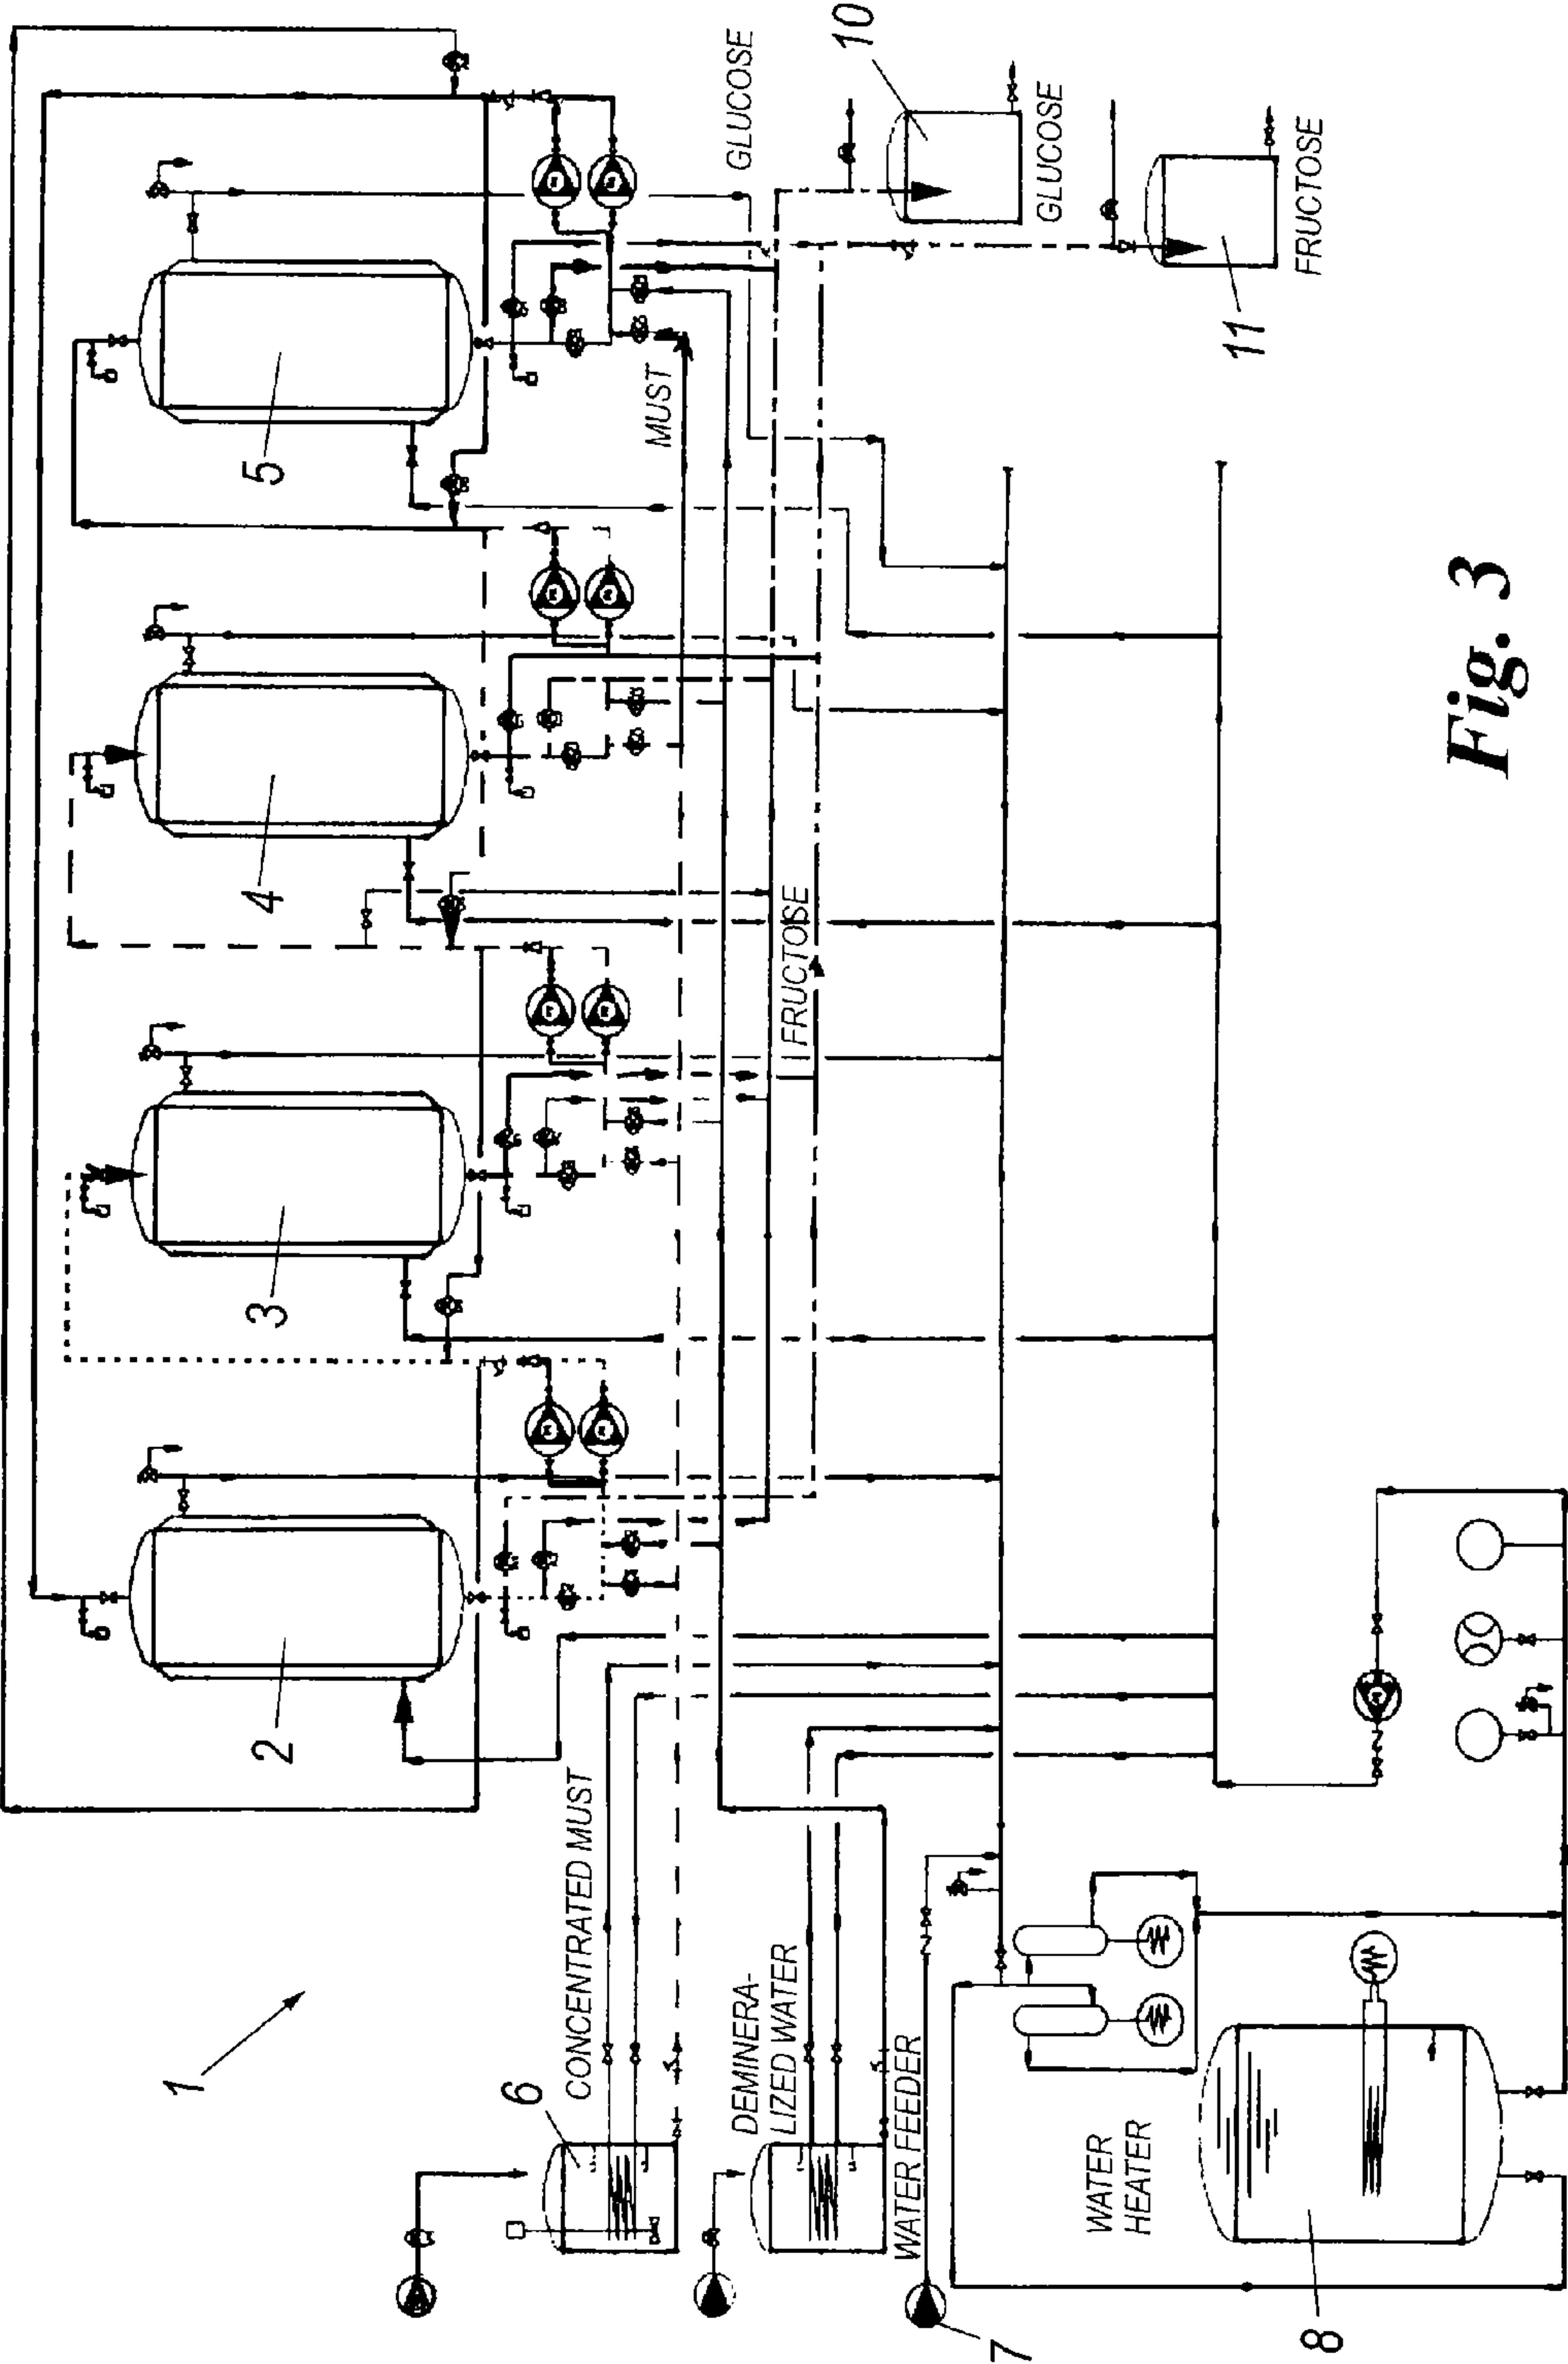 1
2
3
4
5
CONCENTRATED MUST
6
DEMINERA-
LIZED WATER
WATER FEEDER
7
WATER
HEATER
8
MUST
FRUCTOSE
GLUCOSE
10
GLUCOSE
11
FRUCTOSE
Fig. 3